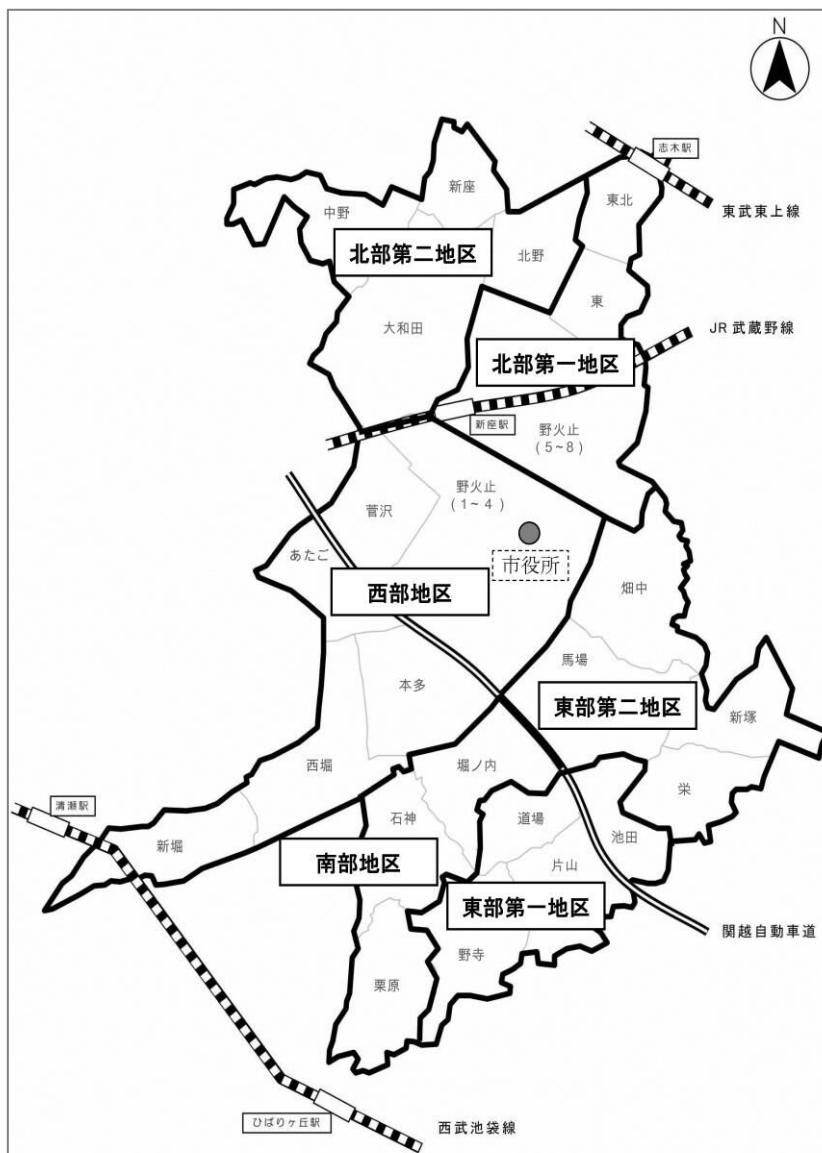 N
志木駅
東武東上線
新座
東北
中野
北部第二地区
北野
東
大和田
JR 武蔵野線
北部第一地区
新座駅
野火止
(5~8)
野火止
(1~4)
菅沢
市役所
あたご
西部地区
畑中
馬場
本多
東部第二地区
新塚
西堀
堀ノ内
栄
清瀬駅
石神
道場
池田
新堀
南部地区
片山
東部第一地区
関越自動車道
野寺
栗原
ひばりヶ丘駅
西武池袋線